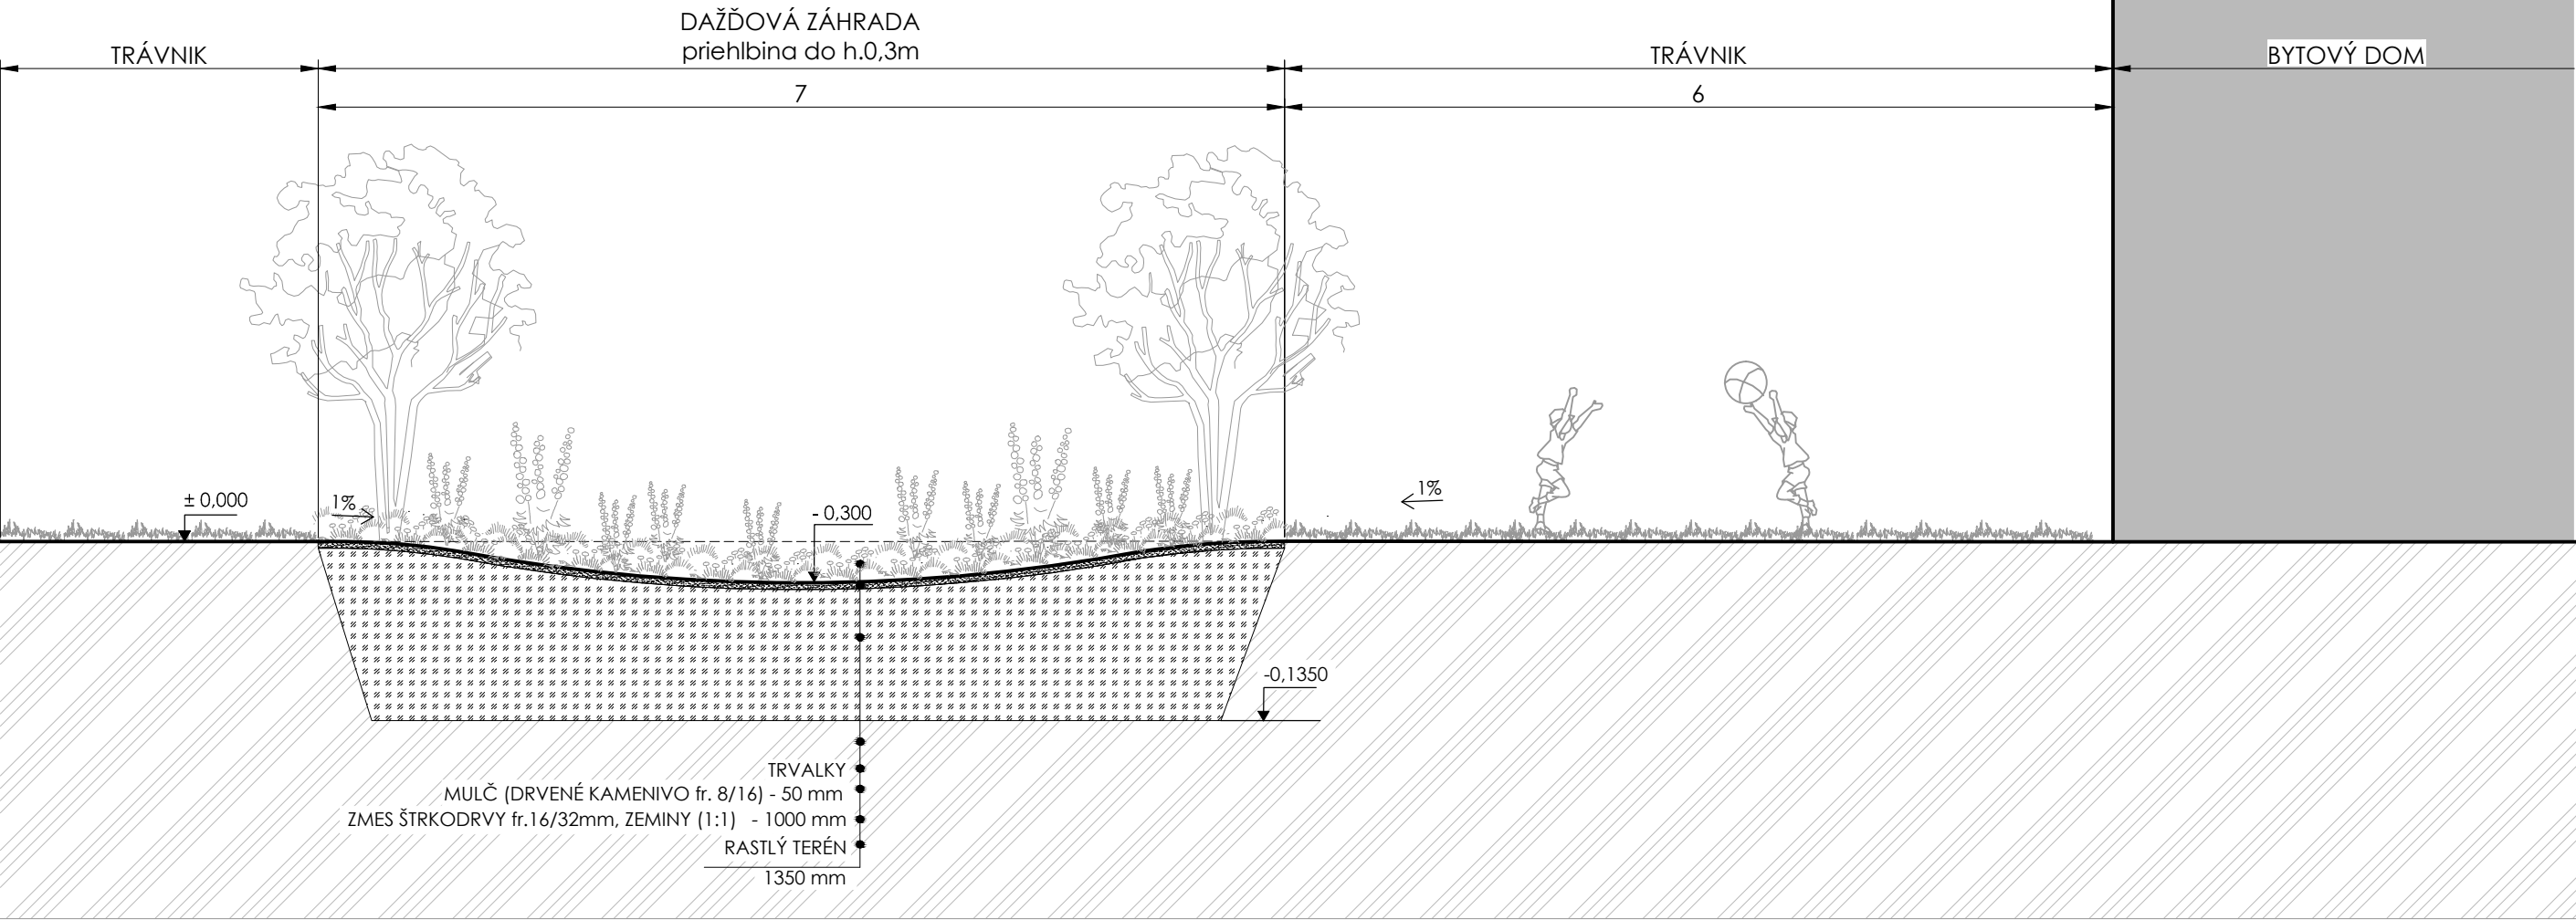 DAŽĎOVÁ ZÁHRADA
priehlbina do h.0,3m
TRÁVNIK
TRÁVNIK
BYTOVÝ DOM
7
6
± 0,000
1%
- 0,300
1%
-0,1350
TRVALKY
MULČ (DRVENÉ KAMENIVO fr. 8/16) - 50 mm
ZMES ŠTRKODRVY fr.16/32mm, ZEMINY (1:1) - 1000 mm
RASTLÝ TERÉN
1350 mm